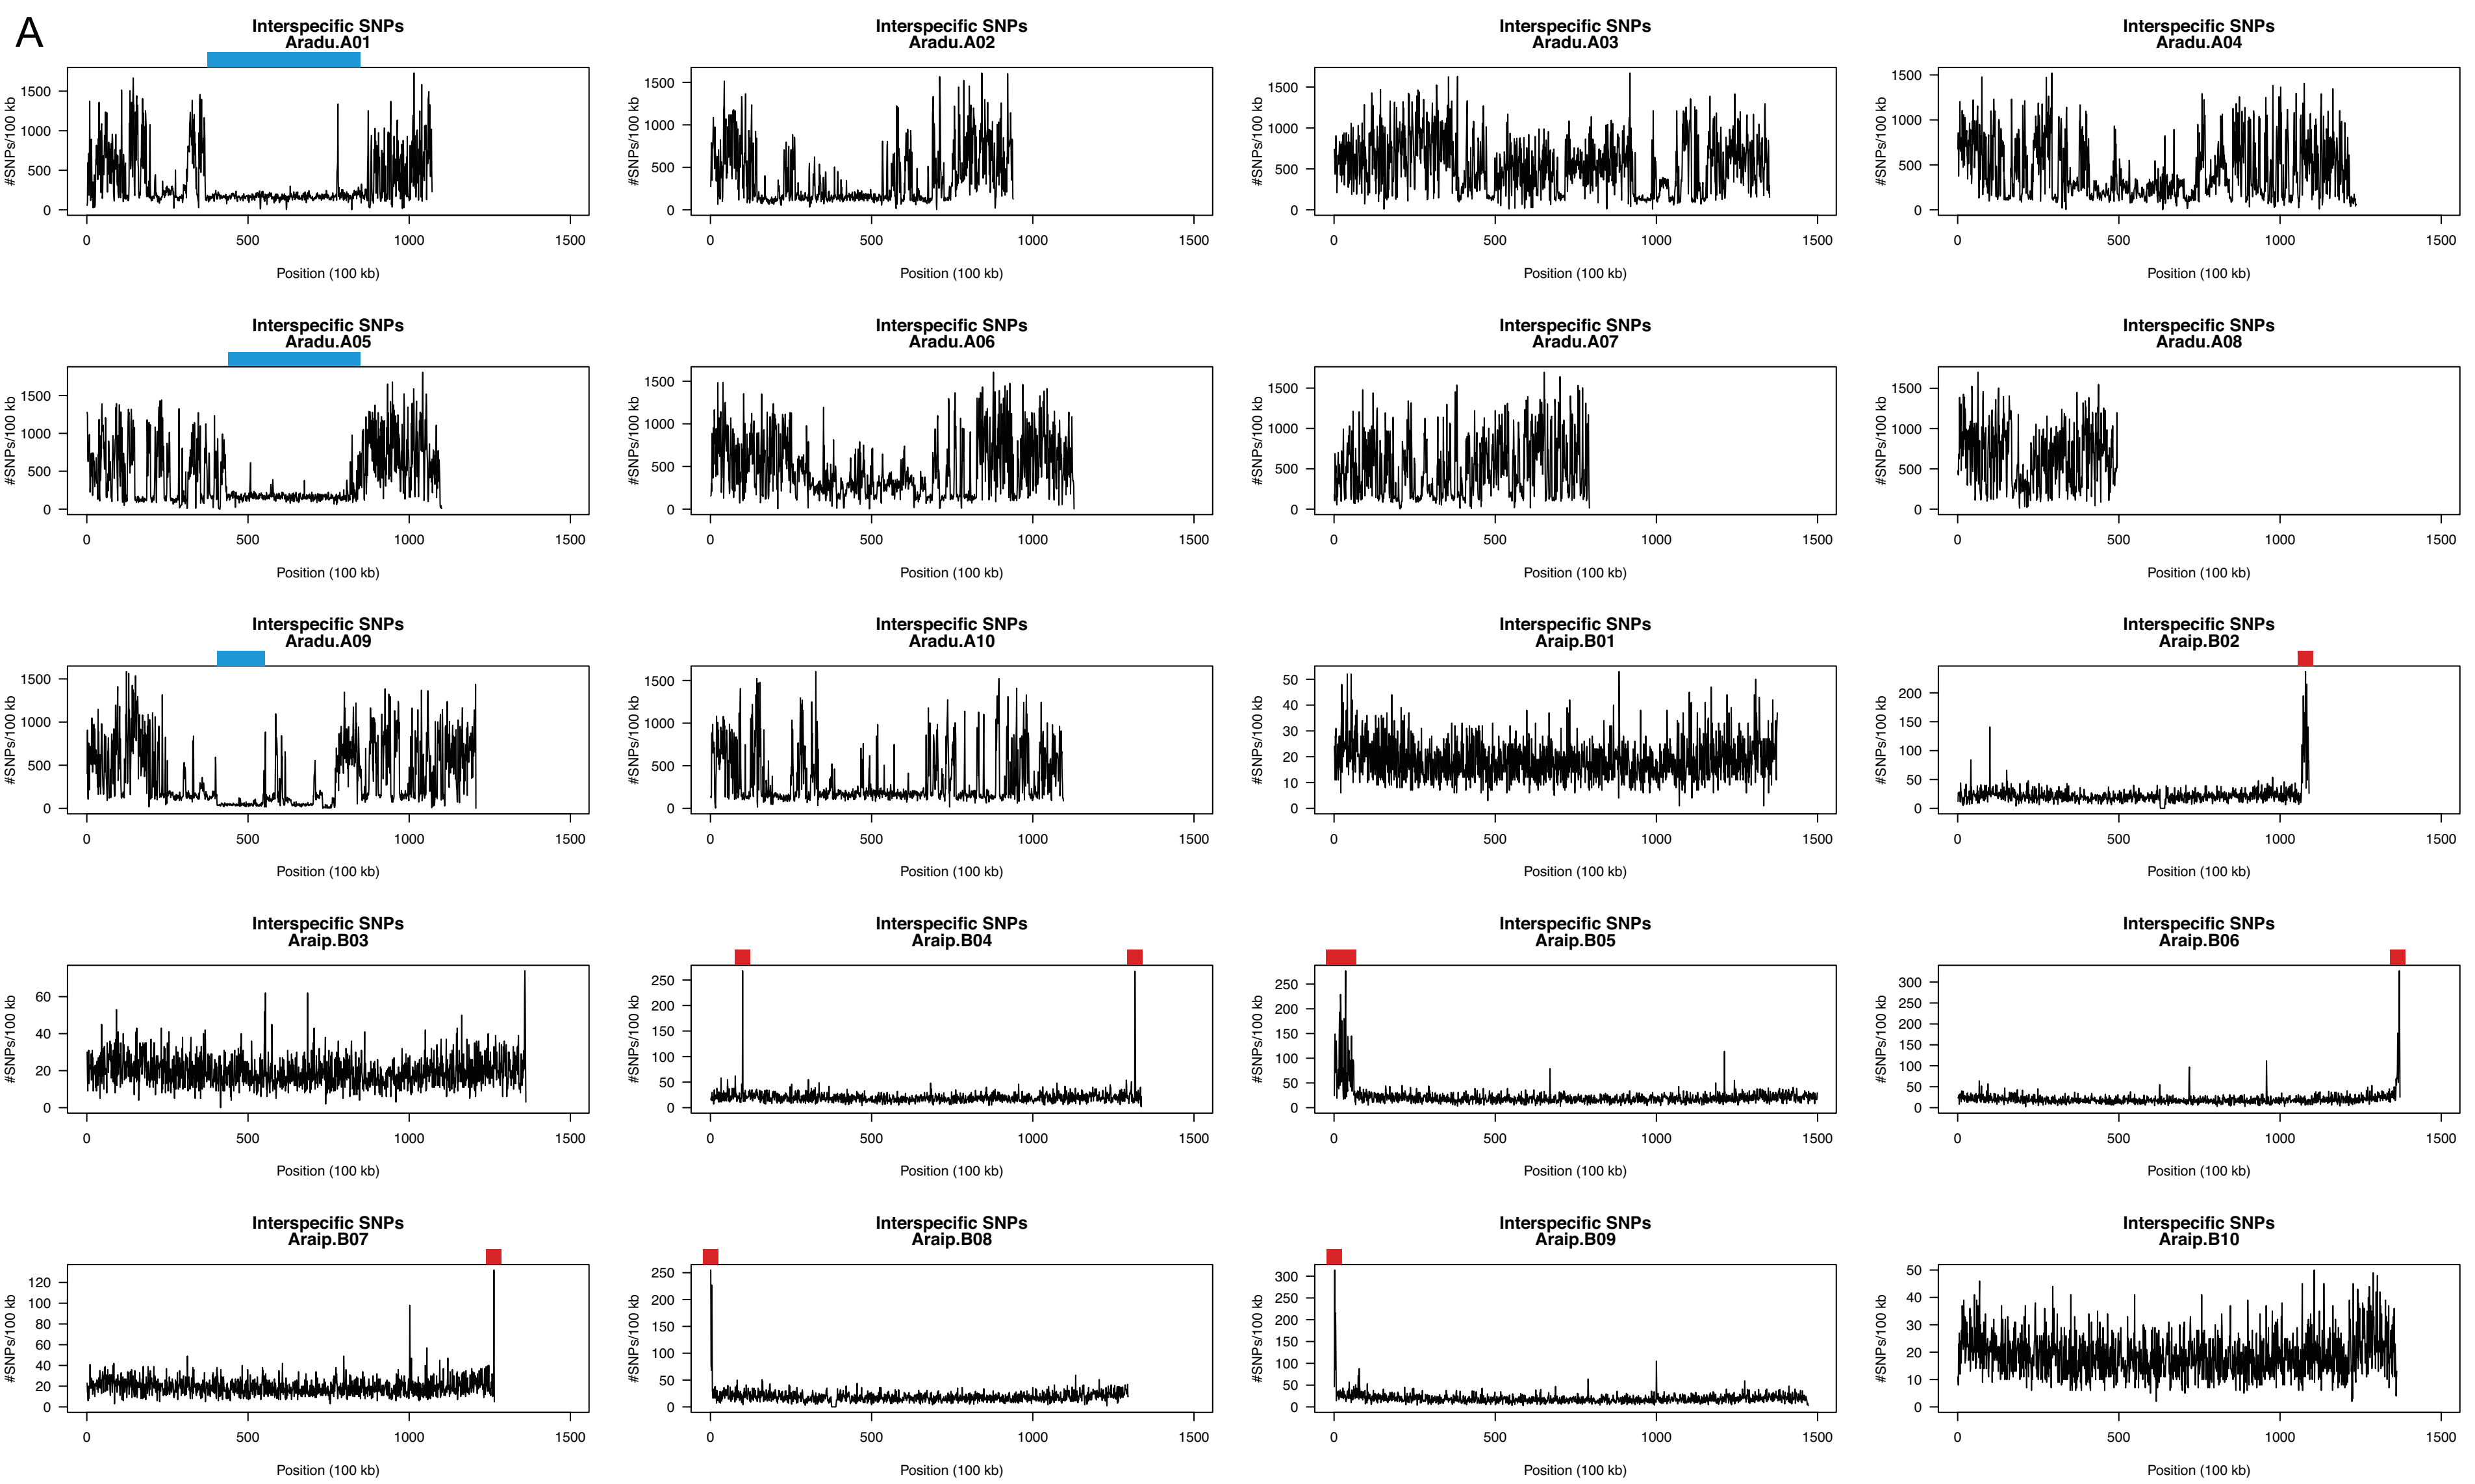 A
Interspecific SNPs
Aradu.A01
#SNPs/100 kb
1500
1000
500
0
0 500 1000 1500
Position (100 kb)
Interspecific SNPs
Aradu.A02
#SNPs/100 kb
1500
1000
500
0
0 500 1000 1500
Position (100 kb)
Interspecific SNPs
Aradu.A03
#SNPs/100 kb
1500
1000
500
0
0 500 1000 1500
Position (100 kb)
Interspecific SNPs
Aradu.A04
#SNPs/100 kb
1500
1000
500
0
0 500 1000 1500
Position (100 kb)
Interspecific SNPs
Aradu.A05
#SNPs/100 kb
1500
1000
500
0
0 500 1000 1500
Position (100 kb)
Interspecific SNPs
Aradu.A06
#SNPs/100 kb
1500
1000
500
0
0 500 1000 1500
Position (100 kb)
Interspecific SNPs
Aradu.A07
#SNPs/100 kb
1500
1000
500
0
0 500 1000 1500
Position (100 kb)
Interspecific SNPs
Aradu.A08
#SNPs/100 kb
1500
1000
500
0
0 500 1000 1500
Position (100 kb)
Interspecific SNPs
Aradu.A09
#SNPs/100 kb
1500
1000
500
0
0 500 1000 1500
Position (100 kb)
Interspecific SNPs
Aradu.A10
#SNPs/100 kb
1500
1000
500
0
0 500 1000 1500
Position (100 kb)
Interspecific SNPs
Araip.B01
#SNPs/100 kb
50
40
30
20
10
0
0 500 1000 1500
Position (100 kb)
Interspecific SNPs
Araip.B02
#SNPs/100 kb
200
150
100
50
0
0 500 1000 1500
Position (100 kb)
Interspecific SNPs
Araip.B03
#SNPs/100 kb
60
40
20
0
0 500 1000 1500
Position (100 kb)
Interspecific SNPs
Araip.B04
#SNPs/100 kb
250
200
150
100
50
0
0 500 1000 1500
Position (100 kb)
Interspecific SNPs
Araip.B05
#SNPs/100 kb
250
200
150
100
50
0
0 500 1000 1500
Position (100 kb)
Interspecific SNPs
Araip.B06
#SNPs/100 kb
300
250
200
150
100
50
0
0 500 1000 1500
Position (100 kb)
Interspecific SNPs
Araip.B07
#SNPs/100 kb
120
100
80
60
40
20
0
0 500 1000 1500
Position (100 kb)
Interspecific SNPs
Araip.B08
#SNPs/100 kb
250
200
150
100
50
0
0 500 1000 1500
Position (100 kb)
Interspecific SNPs
Araip.B09
#SNPs/100 kb
300
250
200
150
100
50
0
0 500 1000 1500
Position (100 kb)
Interspecific SNPs
Araip.B10
#SNPs/100 kb
50
40
30
20
10
0
0 500 1000 1500
Position (100 kb)